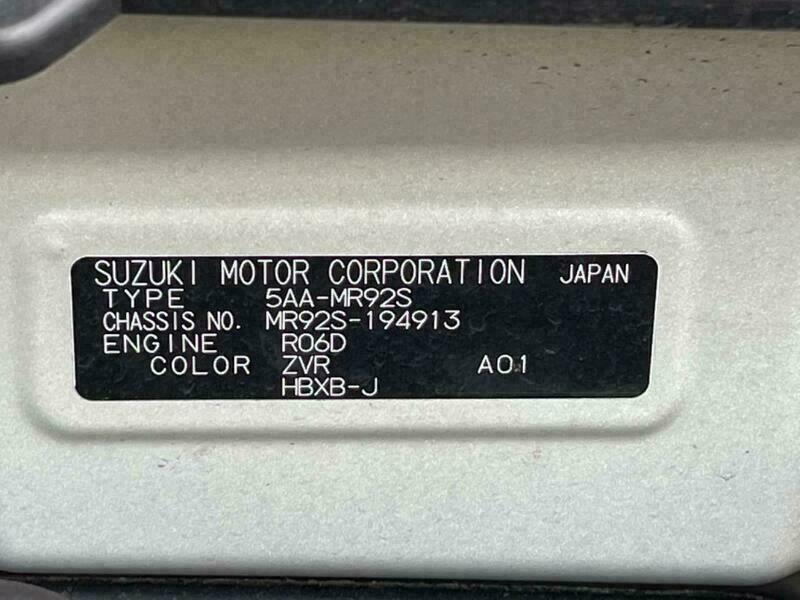 SUZUKI MOTOR CORPORATION JAPAN
TYPE 5AA-MR92S
CHASSIS NO. MR92S-194913
ENGINE R06D
COLOR ZVR A01
HBXB-J